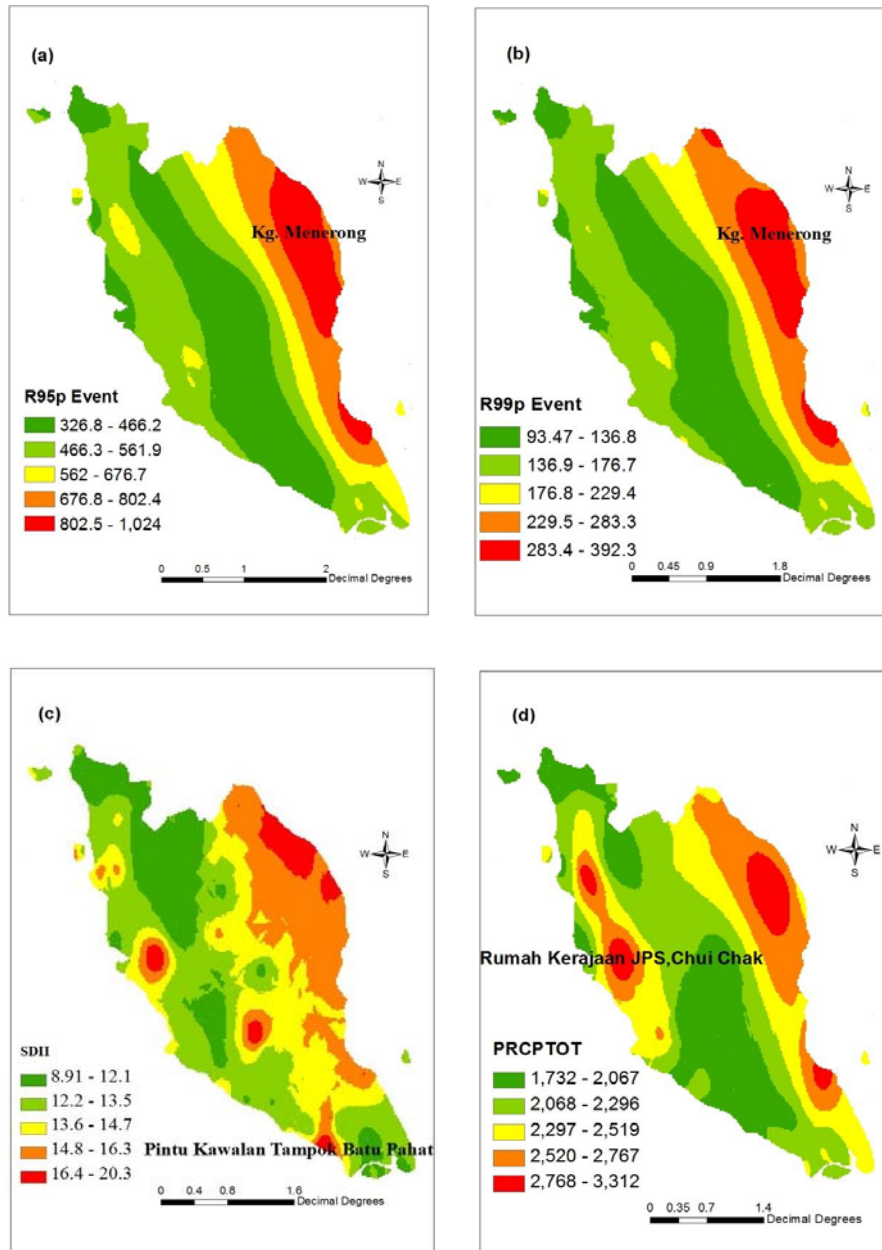 (a)
N
W E
S
Kg. Menerong
R95p Event
326.8 - 466.2
466.3 - 561.9
562 - 676.7
676.8 - 802.4
802.5 - 1,024
0 0.5 1 2
Decimal Degrees
(b)
N
W E
S
Kg. Menerong
R99p Event
93.47 - 136.8
136.9 - 176.7
176.8 - 229.4
229.5 - 283.3
283.4 - 392.3
0 0.45 0.9 1.8
Decimal Degrees
(c)
N
W E
S
SDII
8.91 - 12.1
12.2 - 13.5
13.6 - 14.7
14.8 - 16.3
16.4 - 20.3
Pintu Kawalan Tampok Batu Pahat
0 0.4 0.8 1.6
Decimal Degrees
(d)
N
W E
S
Rumah Kerajaan JPS,Chui Chak
PRCPTOT
1,732 - 2,067
2,068 - 2,296
2,297 - 2,519
2,520 - 2,767
2,768 - 3,312
0 0.35 0.7 1.4
Decimal Degrees